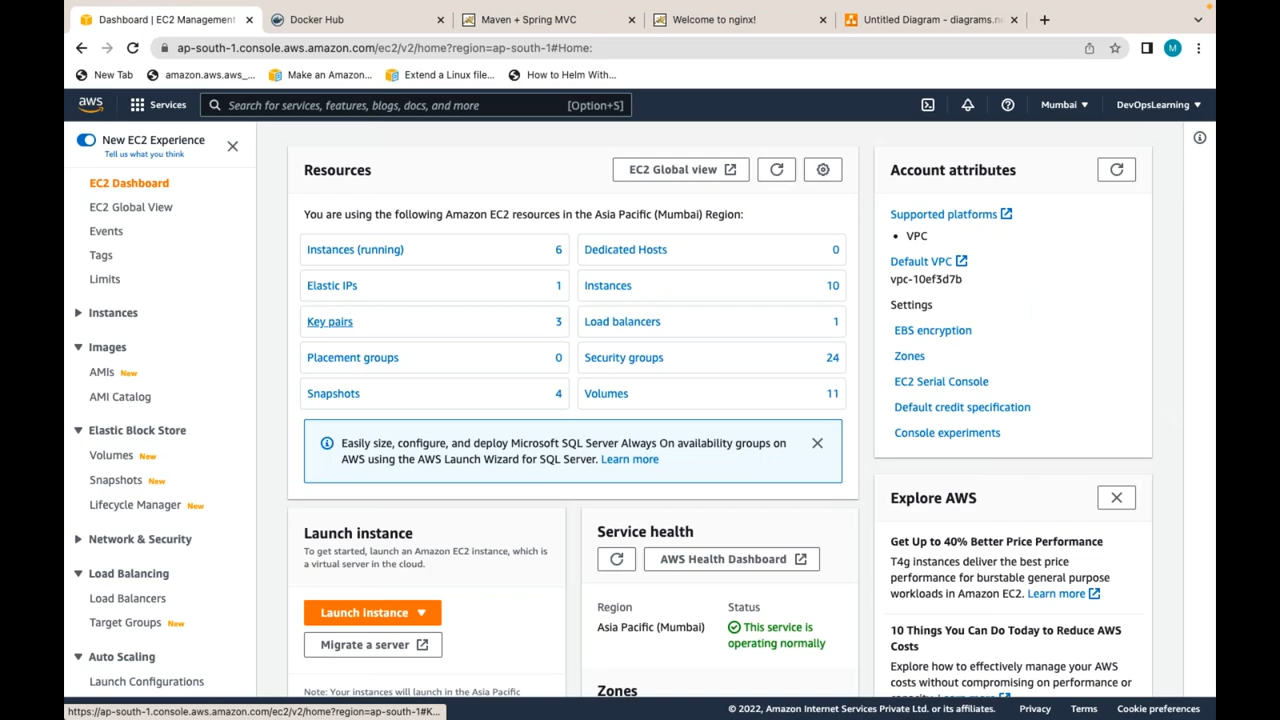 Dashboard | EC2 Management
Docker Hub
Maven + Spring MVC
Welcome to nginx!
Untitled Diagram - diagrams.ne
ap-south-1.console.aws.amazon.com/ec2/v2/home?region=ap-south-1#Home:
M
New Tab
amazon.aws.aws_...
Make an Amazon...
Extend a Linux file...
How to Helm With...
aws
Services
Search for services, features, blogs, docs, and more
[Option+S]
Mumbai
DevOpsLearning
New EC2 Experience
Tell us what you think
EC2 Dashboard
EC2 Global View
Events
Tags
Limits
Instances
Images
AMIs New
AMI Catalog
Elastic Block Store
Volumes New
Snapshots New
Lifecycle Manager New
Network & Security
Load Balancing
Load Balancers
Target Groups New
Auto Scaling
Launch Configurations
Resources
EC2 Global view
You are using the following Amazon EC2 resources in the Asia Pacific (Mumbai) Region:
Instances (running) 6
Dedicated Hosts 0
Elastic IPs 1
Instances 10
Key pairs 3
Load balancers 1
Placement groups 0
Security groups 24
Snapshots 4
Volumes 11
Easily size, configure, and deploy Microsoft SQL Server Always On availability groups on
AWS using the AWS Launch Wizard for SQL Server. Learn more
Launch instance
To get started, launch an Amazon EC2 instance, which is
a virtual server in the cloud.
Launch instance
Migrate a server
Note: Your instances will launch in the Asia Pacific
Service health
AWS Health Dashboard
Region
Asia Pacific (Mumbai)
Status
This service is
operating normally
Zones
Account attributes
Supported platforms
• VPC
Default VPC
vpc-10ef3d7b
Settings
EBS encryption
Zones
EC2 Serial Console
Default credit specification
Console experiments
Explore AWS
Get Up to 40% Better Price Performance
T4g instances deliver the best price
performance for burstable general purpose
workloads in Amazon EC2. Learn more
10 Things You Can Do Today to Reduce AWS
Costs
Explore how to effectively manage your AWS
costs without compromising on performance or
capacity. Learn more
https://ap-south-1.console.aws.amazon.com/ec2/v2/home?region=ap-south-1#K...
© 2022, Amazon Internet Services Private Ltd. or its affiliates.
Privacy
Terms
Cookie preferences